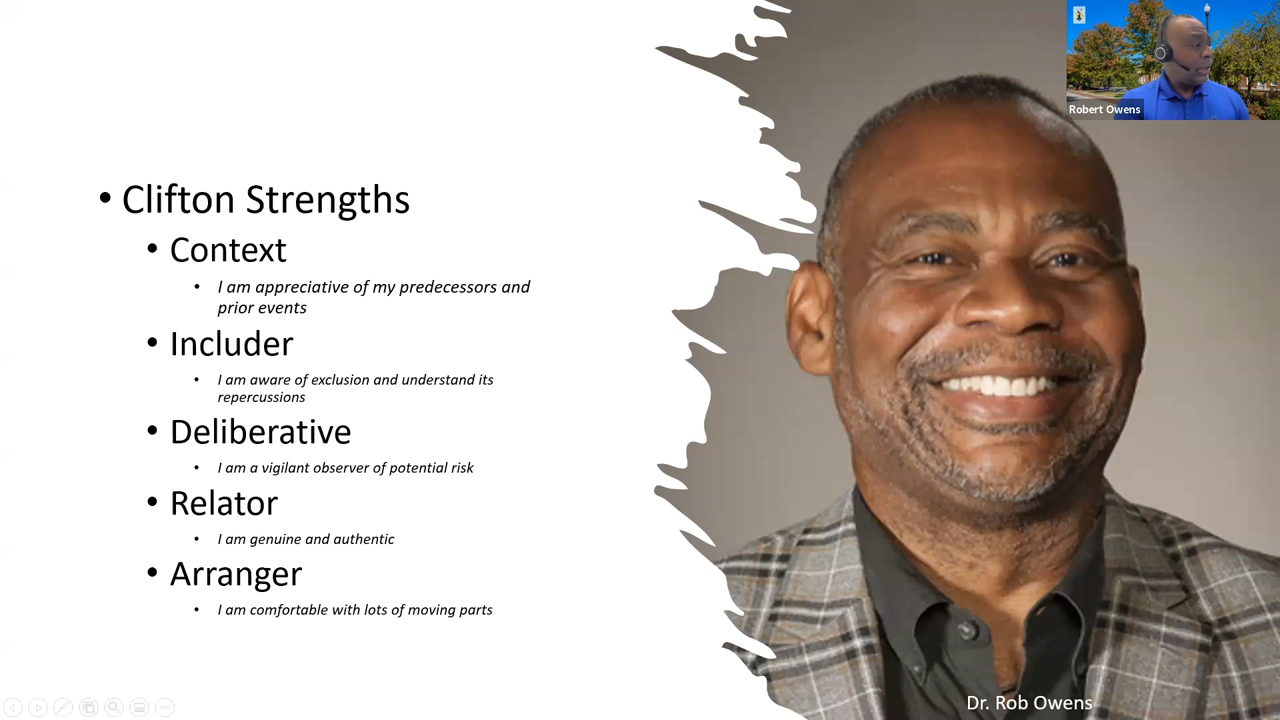 Robert Owens
• Clifton Strengths
• Context
• I am appreciative of my predecessors and
prior events
• Includer
• I am aware of exclusion and understand its
repercussions
• Deliberative
• I am a vigilant observer of potential risk
• Relator
• I am genuine and authentic
• Arranger
• I am comfortable with lots of moving parts
Dr. Rob Owens